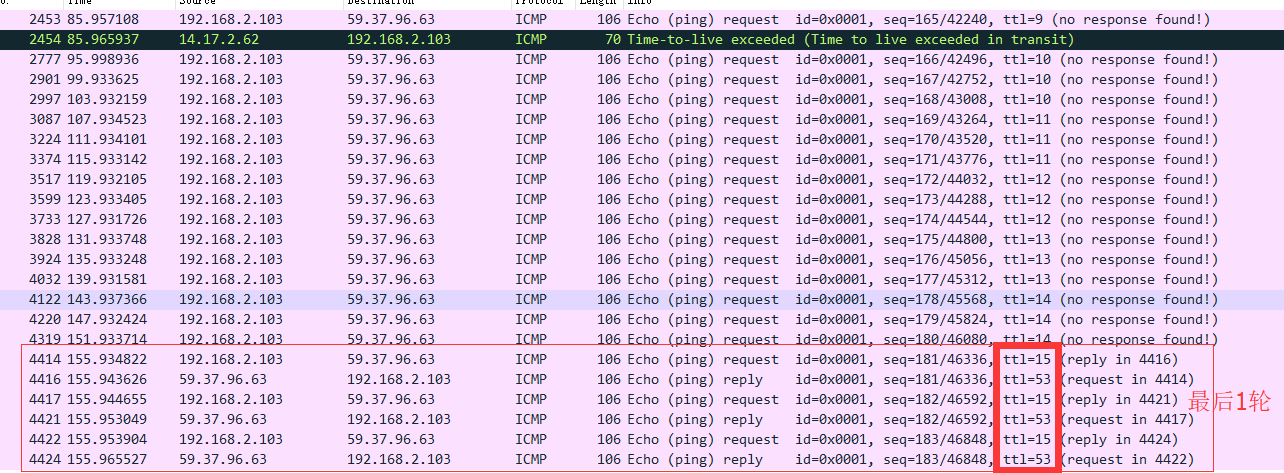 o. Time Source Destination Protocol Length Info
2453 85.957108 192.168.2.103 59.37.96.63 ICMP 106 Echo (ping) request id=0x0001, seq=165/42240, ttl=9 (no response found!)
2454 85.965937 14.17.2.62 192.168.2.103 ICMP 70 Time-to-live exceeded (Time to live exceeded in transit)
2777 95.998936 192.168.2.103 59.37.96.63 ICMP 106 Echo (ping) request id=0x0001, seq=166/42496, ttl=10 (no response found!)
2901 99.933625 192.168.2.103 59.37.96.63 ICMP 106 Echo (ping) request id=0x0001, seq=167/42752, ttl=10 (no response found!)
2997 103.932159 192.168.2.103 59.37.96.63 ICMP 106 Echo (ping) request id=0x0001, seq=168/43008, ttl=10 (no response found!)
3087 107.934523 192.168.2.103 59.37.96.63 ICMP 106 Echo (ping) request id=0x0001, seq=169/43264, ttl=11 (no response found!)
3224 111.934101 192.168.2.103 59.37.96.63 ICMP 106 Echo (ping) request id=0x0001, seq=170/43520, ttl=11 (no response found!)
3374 115.933142 192.168.2.103 59.37.96.63 ICMP 106 Echo (ping) request id=0x0001, seq=171/43776, ttl=11 (no response found!)
3517 119.932105 192.168.2.103 59.37.96.63 ICMP 106 Echo (ping) request id=0x0001, seq=172/44032, ttl=12 (no response found!)
3599 123.933405 192.168.2.103 59.37.96.63 ICMP 106 Echo (ping) request id=0x0001, seq=173/44288, ttl=12 (no response found!)
3733 127.931726 192.168.2.103 59.37.96.63 ICMP 106 Echo (ping) request id=0x0001, seq=174/44544, ttl=12 (no response found!)
3828 131.933748 192.168.2.103 59.37.96.63 ICMP 106 Echo (ping) request id=0x0001, seq=175/44800, ttl=13 (no response found!)
3924 135.933248 192.168.2.103 59.37.96.63 ICMP 106 Echo (ping) request id=0x0001, seq=176/45056, ttl=13 (no response found!)
4032 139.931581 192.168.2.103 59.37.96.63 ICMP 106 Echo (ping) request id=0x0001, seq=177/45312, ttl=13 (no response found!)
4122 143.937366 192.168.2.103 59.37.96.63 ICMP 106 Echo (ping) request id=0x0001, seq=178/45568, ttl=14 (no response found!)
4220 147.932424 192.168.2.103 59.37.96.63 ICMP 106 Echo (ping) request id=0x0001, seq=179/45824, ttl=14 (no response found!)
4319 151.933714 192.168.2.103 59.37.96.63 ICMP 106 Echo (ping) request id=0x0001, seq=180/46080, ttl=14 (no response found!)
4414 155.934822 192.168.2.103 59.37.96.63 ICMP 106 Echo (ping) request id=0x0001, seq=181/46336, ttl=15 (reply in 4416)
4416 155.943626 59.37.96.63 192.168.2.103 ICMP 106 Echo (ping) reply id=0x0001, seq=181/46336, ttl=53 (request in 4414)
4417 155.944655 192.168.2.103 59.37.96.63 ICMP 106 Echo (ping) request id=0x0001, seq=182/46592, ttl=15 (reply in 4421)
最后1轮
4421 155.953049 59.37.96.63 192.168.2.103 ICMP 106 Echo (ping) reply id=0x0001, seq=182/46592, ttl=53 (request in 4417)
4422 155.953904 192.168.2.103 59.37.96.63 ICMP 106 Echo (ping) request id=0x0001, seq=183/46848, ttl=15 (reply in 4424)
4424 155.965527 59.37.96.63 192.168.2.103 ICMP 106 Echo (ping) reply id=0x0001, seq=183/46848, ttl=53 (request in 4422)